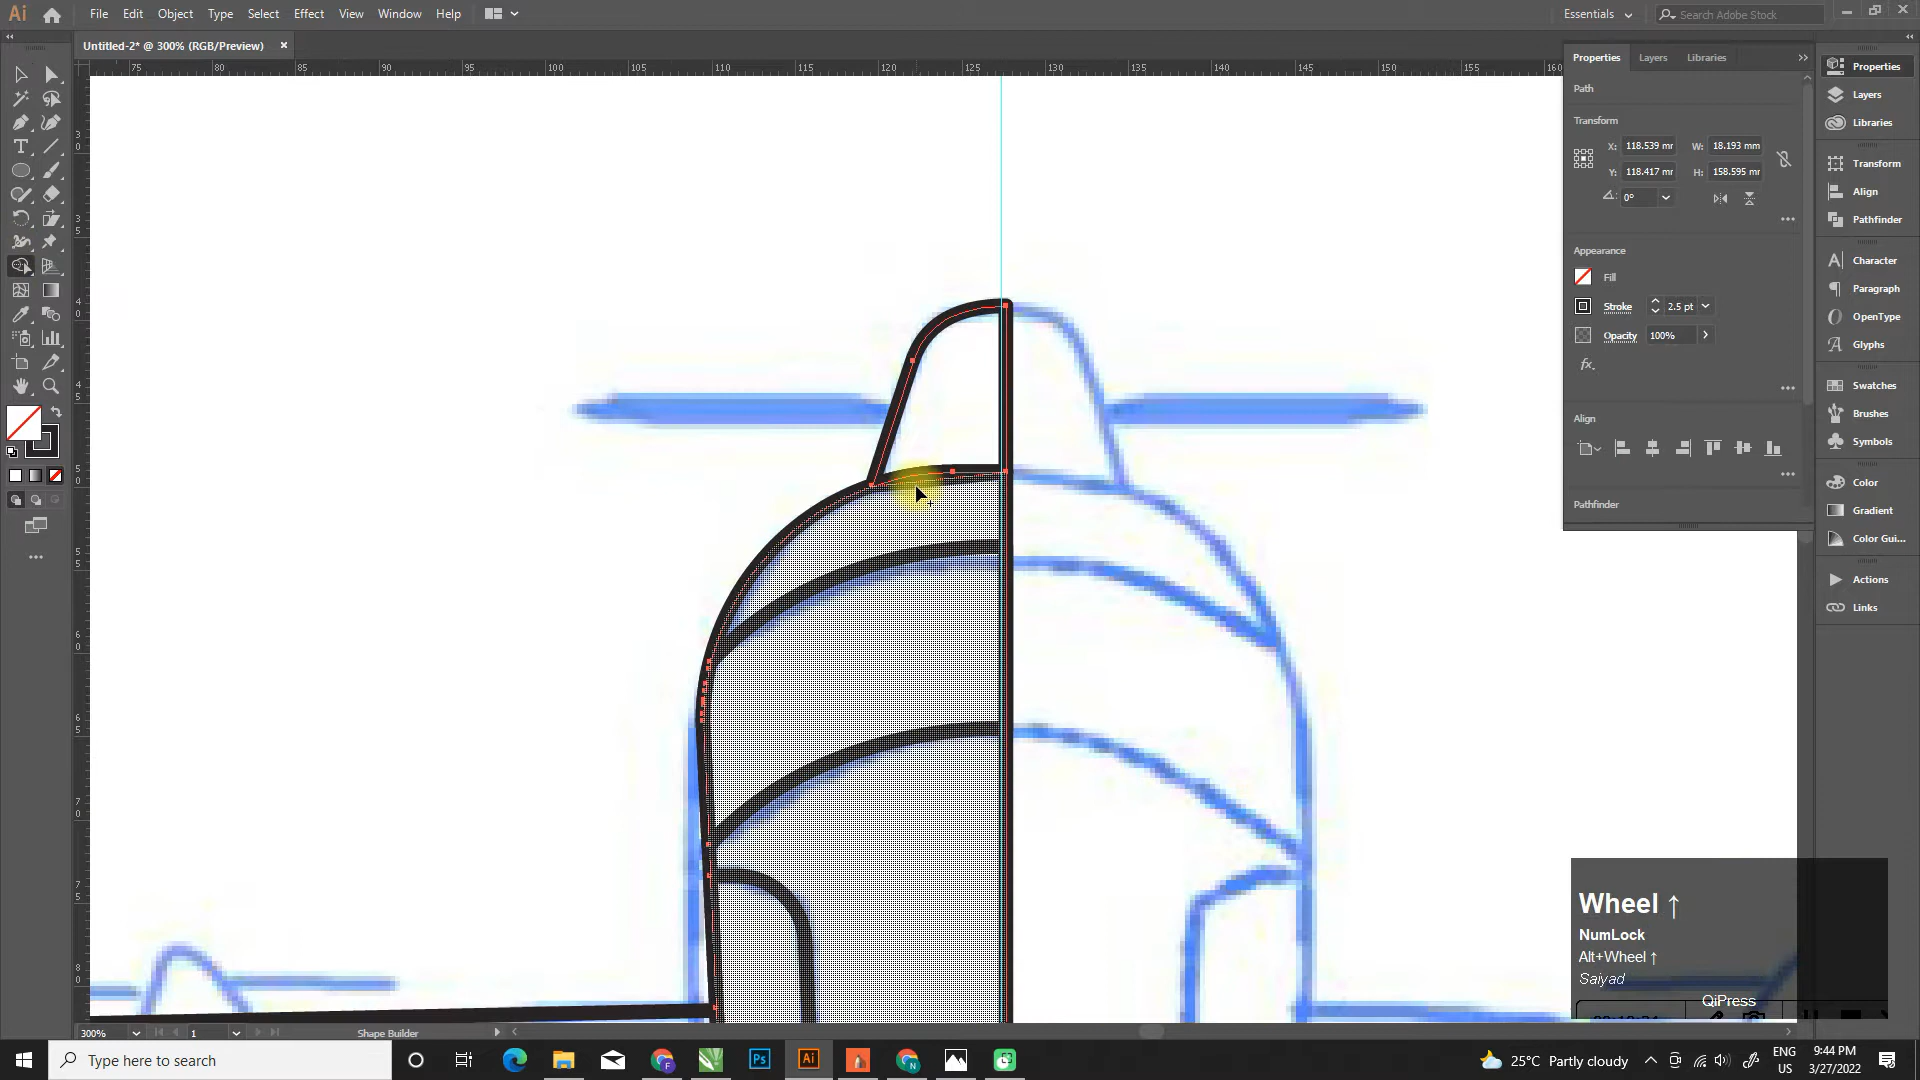 Ai File Edit Object Type Select Effect View Window Help Essentials Search Adobe Stock
Untitled-2* @ 300% (RGB/Preview) ×
75 80 85 90 95 100 105 110 115 120 125 130 135 140 145 150 155 160
Properties Layers Libraries
Path
Transform
X: 118.539 mr W: 18.193 mm
Y: 118.417 mr H: 158.595 mr
0°
Appearance
Fill
Stroke 2.5 pt
Opacity 100%
fx.
Align
Pathfinder
Properties
Layers
Libraries
Transform
Align
Pathfinder
Character
Paragraph
OpenType
Glyphs
Swatches
Brushes
Symbols
Color
Gradient
Color Gui...
Actions
Links
Wheel ↑
NumLock
Alt+Wheel ↑
Saiyad
QiPress
300% 1 Shape Builder
Type here to search
Ps Ai
25°C Partly cloudy
ENG
US
9:44 PM
3/27/2022